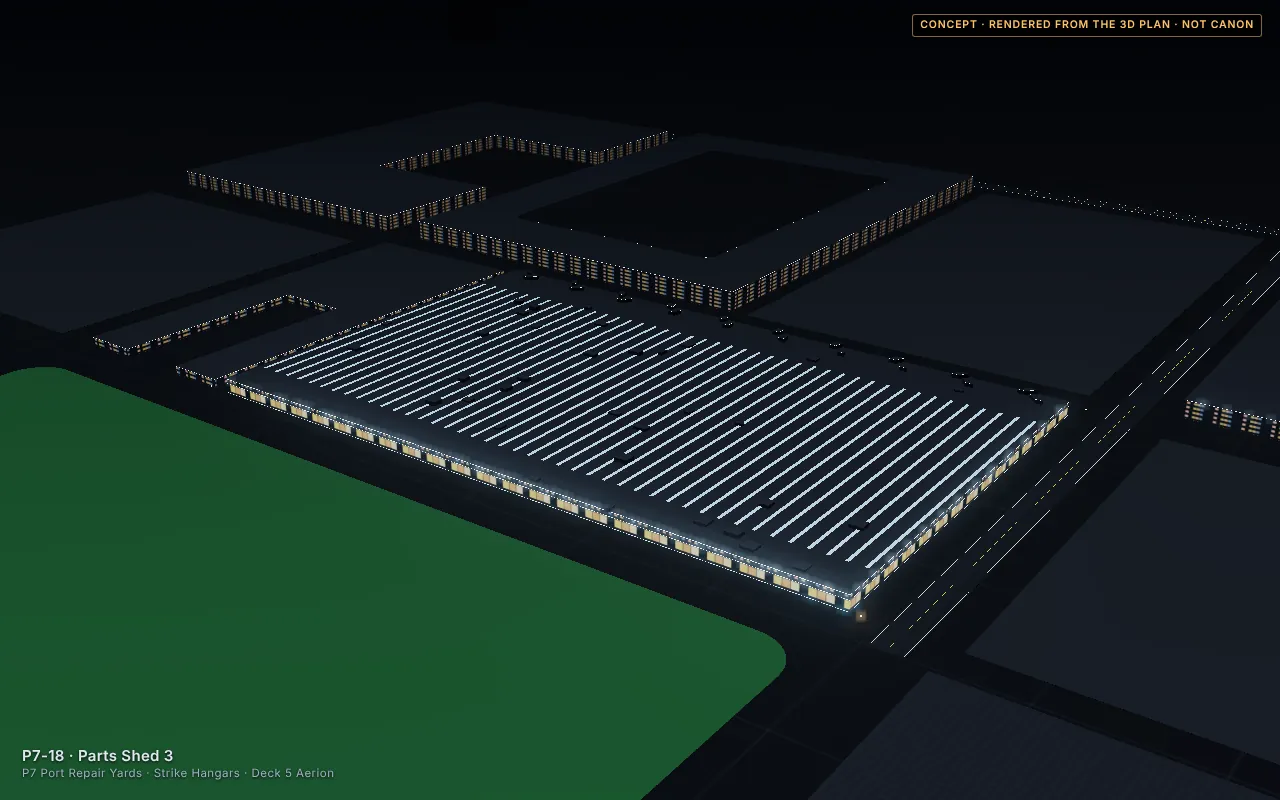 CONCEPT · RENDERED FROM THE 3D PLAN · NOT CANON
P7-18 · Parts Shed 3
P7 Port Repair Yards · Strike Hangars · Deck 5 Aerion